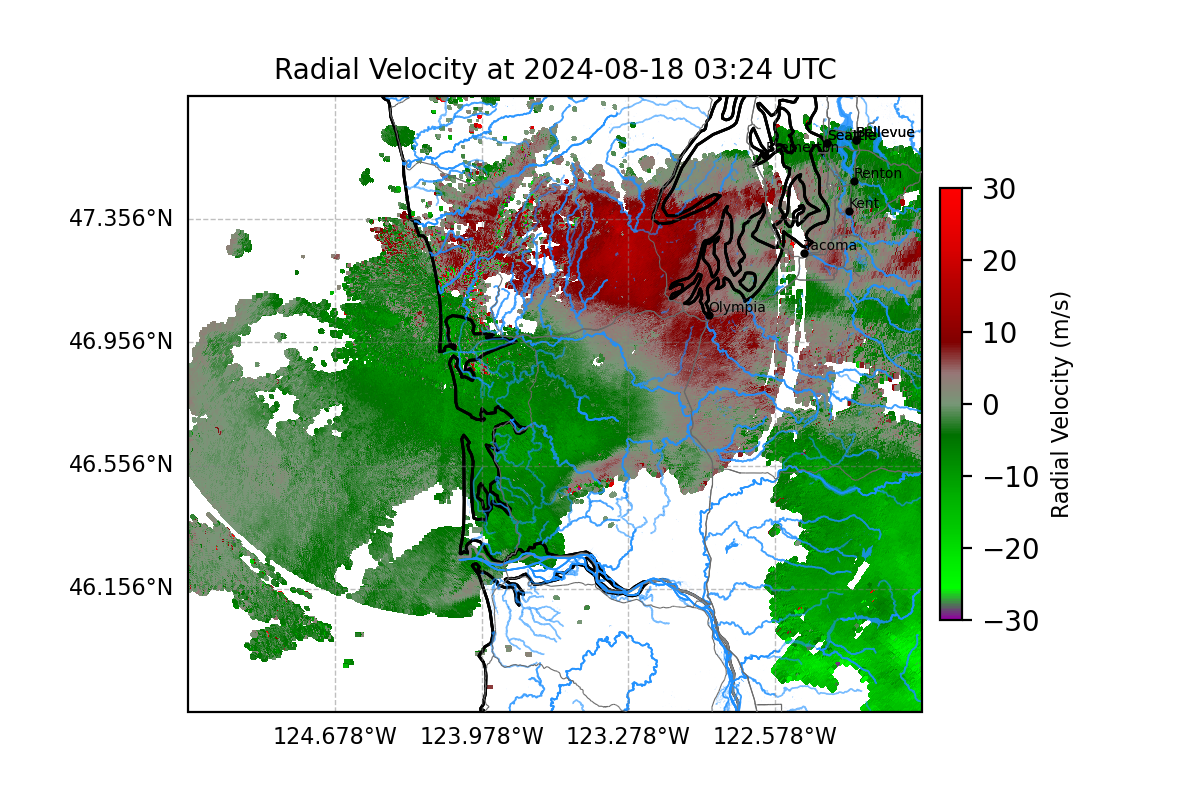 Radial Velocity at 2024-08-18 03:24 UTC
Bellevue
Bremerton
Renton
Kent
Tacoma
Olympia
47.356°N
46.956°N
46.556°N
46.156°N
124.678°W
123.978°W
123.278°W
122.578°W
30
20
10
0
−10
−20
−30
Radial Velocity (m/s)